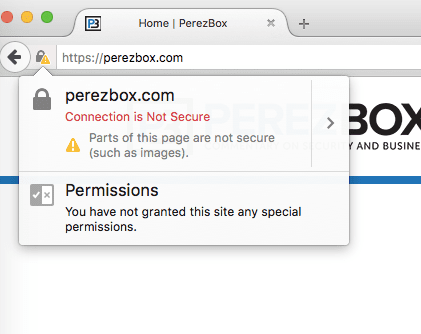 Home | PerezBox
https://perezbox.com
perezbox.com
Connection is Not Secure
Parts of this page are not secure
(such as images).
BOX
Y AND BUSINE
Permissions
You have not granted this site any special
permissions.